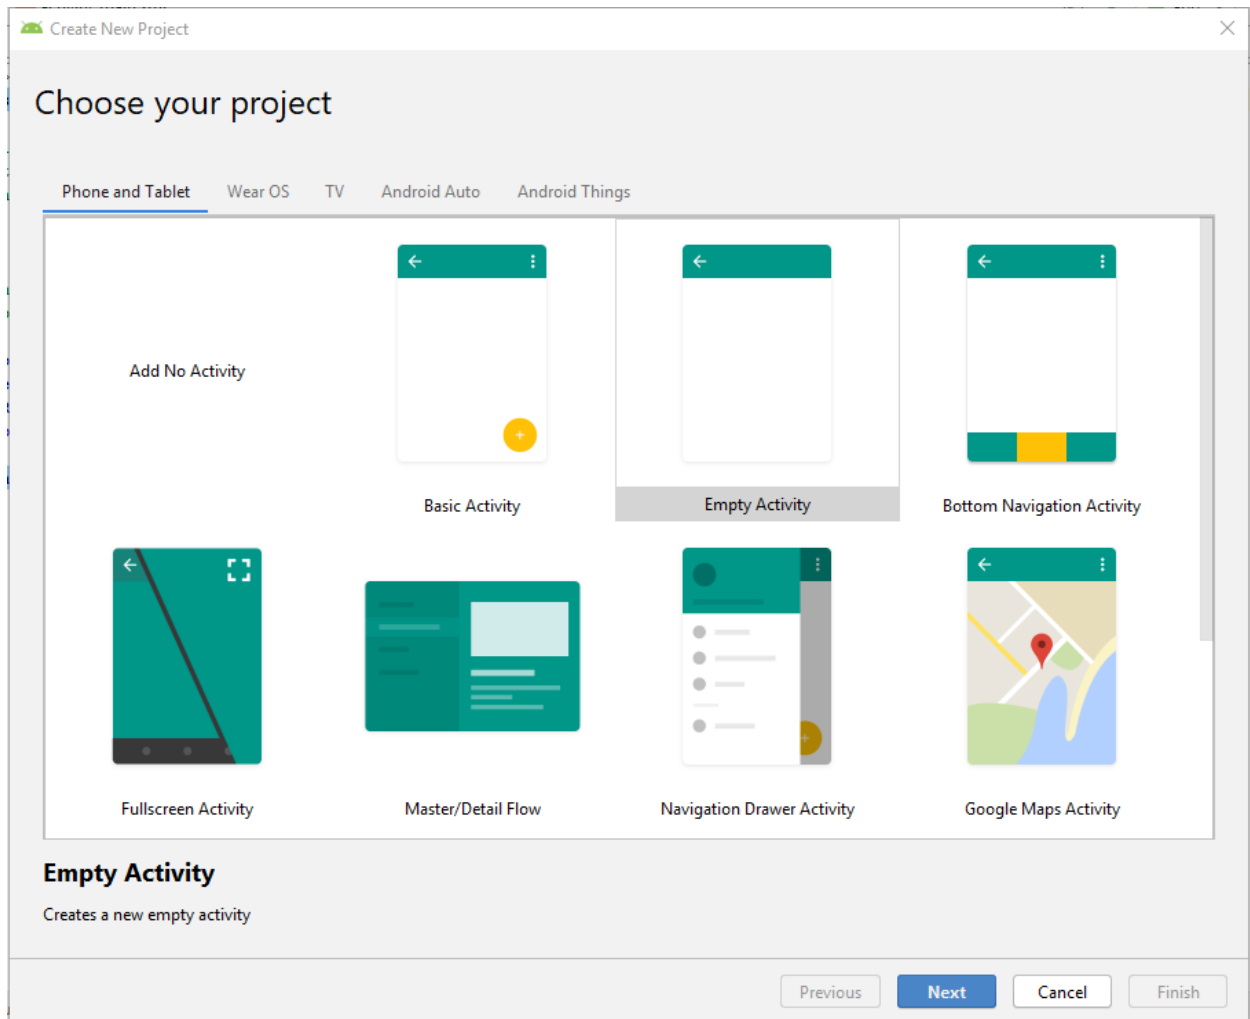 Create New Project
Choose your project
Phone and Tablet Wear OS TV Android Auto Android Things
Add No Activity
Basic Activity
Empty Activity
Bottom Navigation Activity
Fullscreen Activity
Master/Detail Flow
Navigation Drawer Activity
Google Maps Activity
Empty Activity
Creates a new empty activity
Previous Next Cancel Finish